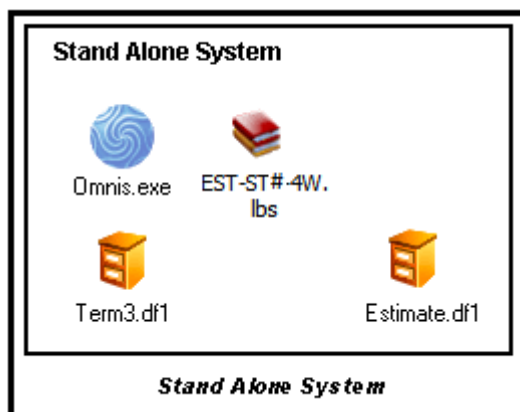 Stand Alone System
Omnis.exe
EST-ST#-4W.
lbs
Term3.df1
Estimate.df1
Stand Alone System